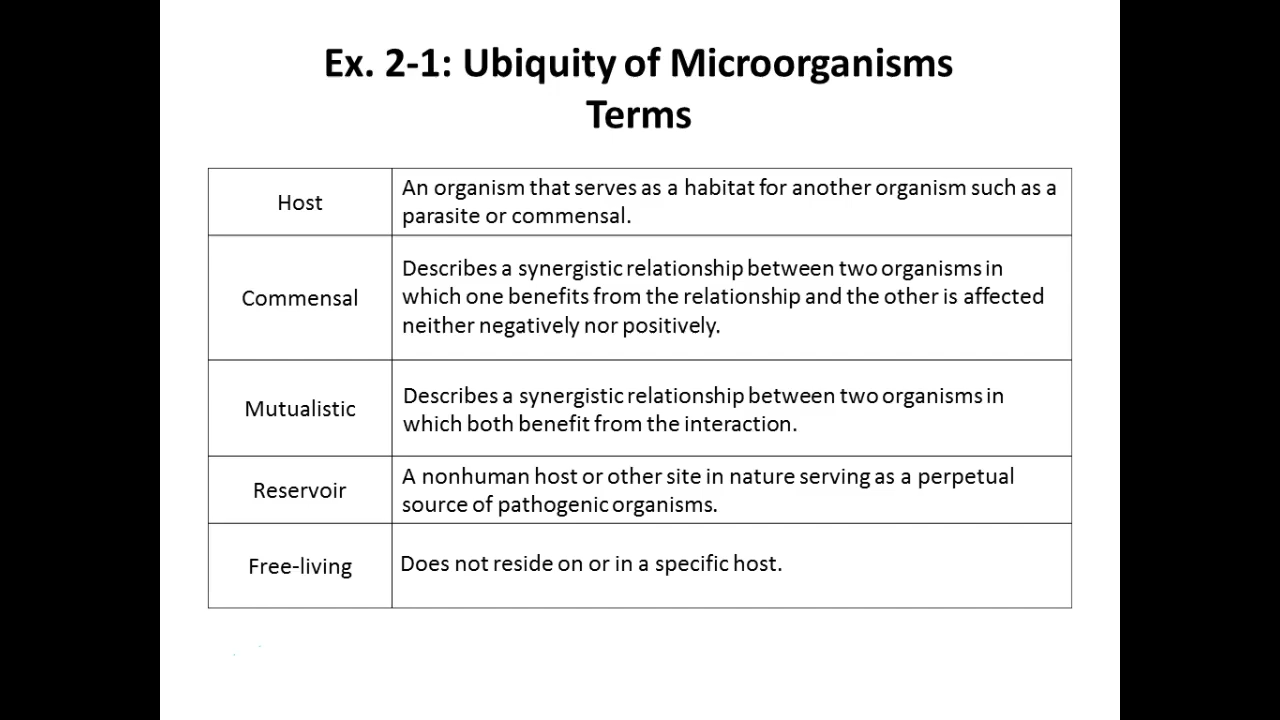 Ex. 2-1: Ubiquity of Microorganisms
Terms
Host
An organism that serves as a habitat for another organism such as a
parasite or commensal.
Commensal
Describes a synergistic relationship between two organisms in
which one benefits from the relationship and the other is affected
neither negatively nor positively.
Mutualistic
Describes a synergistic relationship between two organisms in
which both benefit from the interaction.
Reservoir
A nonhuman host or other site in nature serving as a perpetual
source of pathogenic organisms.
Free-living
Does not reside on or in a specific host.